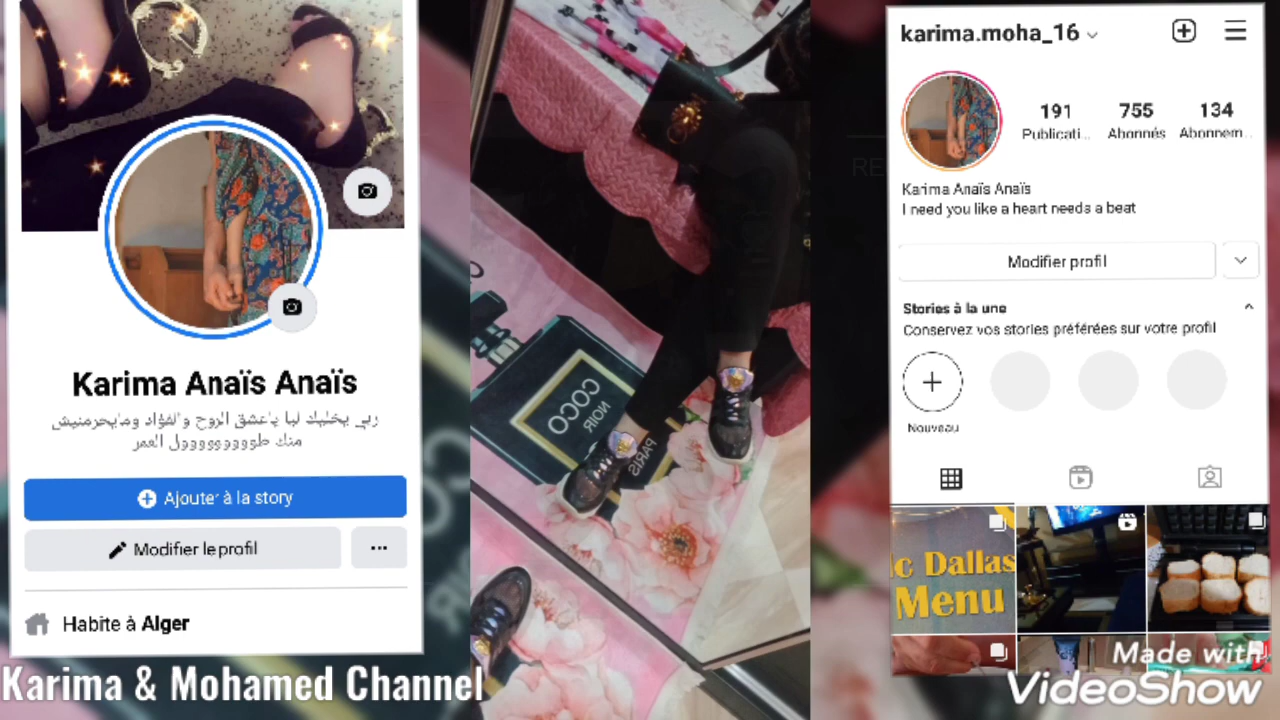 Karima Anaïs Anaïs
ربي يخليك ليا ياعشق الروح والفؤاد ومايحرمنيش
منك طوووووووول العمر
Ajouter à la story
Modifier le profil
Habite à Alger
Karima & Mohamed Channel
COCO
NOIR
PARIS
karima.moha_16
191
755
134
Publicati...
Abonnés
Abonnem...
Karima Anaïs Anaïs
I need you like a heart needs a beat
Modifier profil
Stories à la une
Conservez vos stories préférées sur votre profil
Nouveau
ic Dallas
Menu
Made with
VideoShow